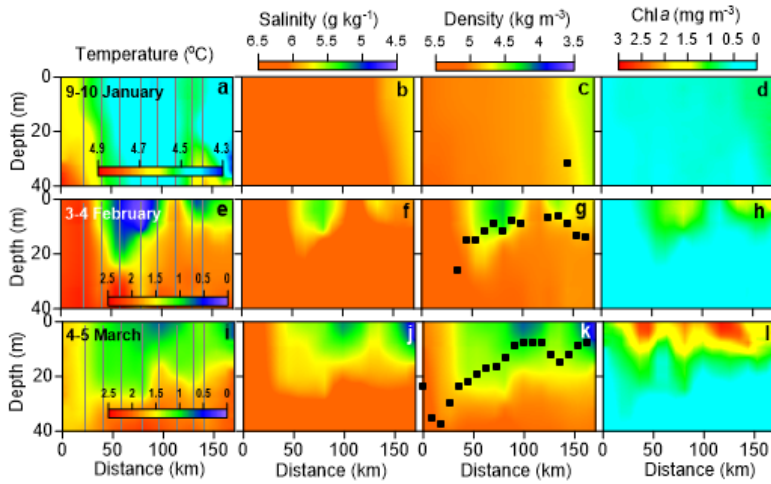 Temperature (ºC)
Salinity (g kg⁻¹)
6.5 6 5.5 5 4.5
Density (kg m⁻³)
5.5 5 4.5 4 3.5
Chla (mg m⁻³)
3 2.5 2 1.5 1 0
Depth (m)
0
20
40
9-10 January
a
4.9 4.7 4.5 4.3
b
c
d
Depth (m)
0
20
40
3-4 February
e
2.5 2 1.5 1 0.5 0
f
g
h
Depth (m)
0
20
40
4-5 March
i
2.5 2 1.5 1 0.5 0
j
k
l
0 50 100 150
0 50 100 150
0 50 100 150
0 50 100 150
Distance (km)
Distance (km)
Distance (km)
Distance (km)